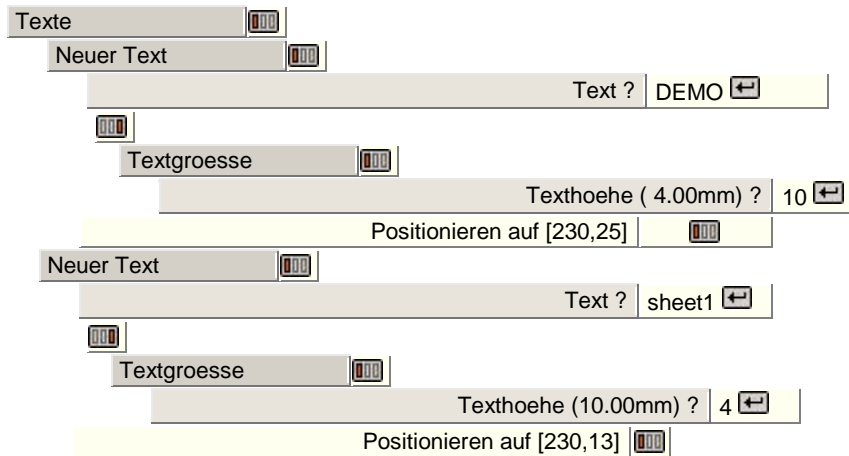 Texte
Neuer Text
Text ? DEMO
Textgroesse
Texthoehe ( 4.00mm) ? 10
Positionieren auf [230,25]
Neuer Text
Text ? sheet1
Textgroesse
Texthoehe (10.00mm) ? 4
Positionieren auf [230,13]